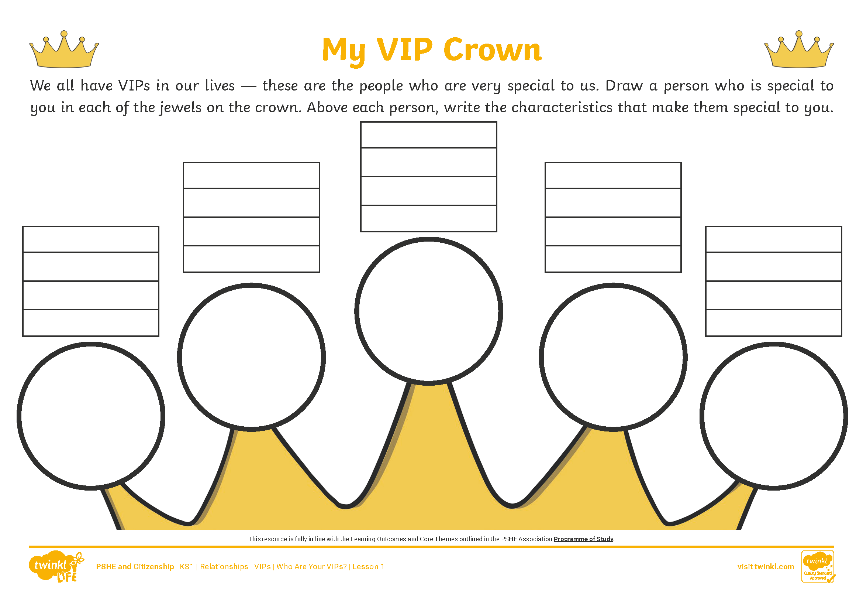 My VIP Crown
We all have VIPs in our lives — these are the people who are very special to us. Draw a person who is special to
you in each of the jewels on the crown. Above each person, write the characteristics that make them special to you.
This resource is fully in line with the Learning Outcomes and Core Themes outlined in the PSHE Association Programme of Study.
twinkl
LIFE
PSHE and Citizenship | KS1 | Relationships | VIPs | Who Are Your VIPs? | Lesson 1
visit twinkl.com
twinkl